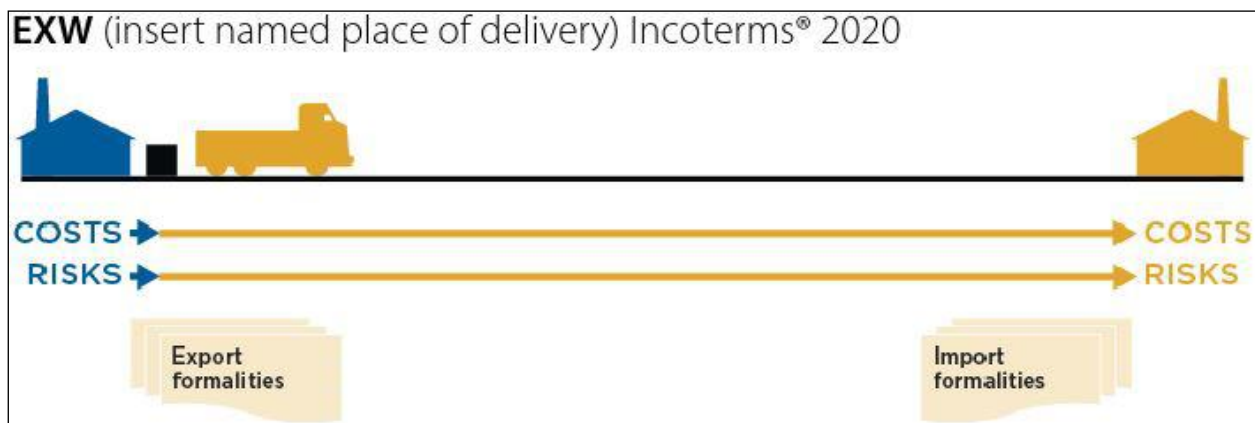 EXW (insert named place of delivery) Incoterms® 2020
COSTS COSTS
RISKS RISKS
Export
formalities
Import
formalities